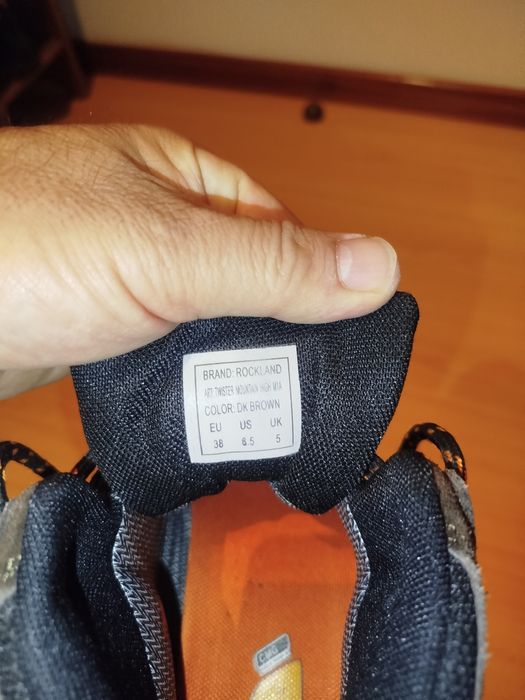 BRAND: ROCKLAND
ART: TWISTER MOUNTAIN HIGH M1A
COLOR: DK BROWN
EU US UK
38 6.5 5